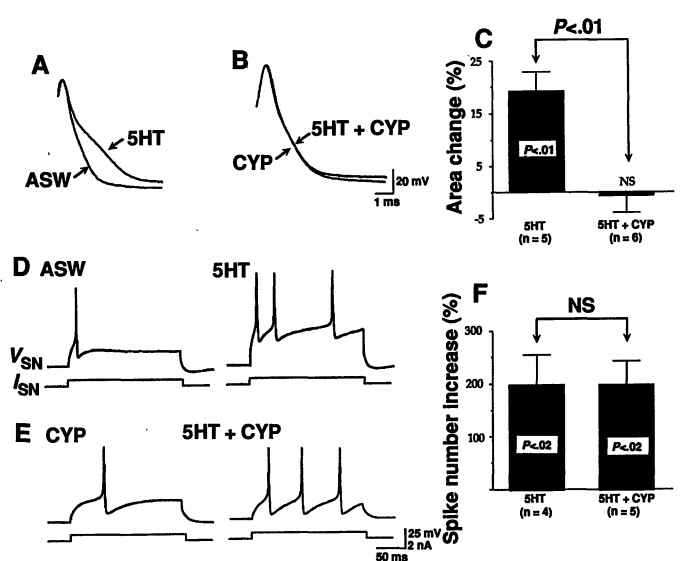 A
5HT
ASW
B
5HT + CYP
CYP
20 mV
1 ms
C
P<.01
Area change (%)
25
15
5
-5
P<.01
NS
5HT
(n = 5)
5HT + CYP
(n = 6)
D
ASW
5HT
VSN
ISN
E
CYP
5HT + CYP
25 mV
2 nA
50 ms
F
NS
Spike number increase (%)
300
200
100
P<.02
P<.02
5HT
(n = 4)
5HT + CYP
(n = 5)